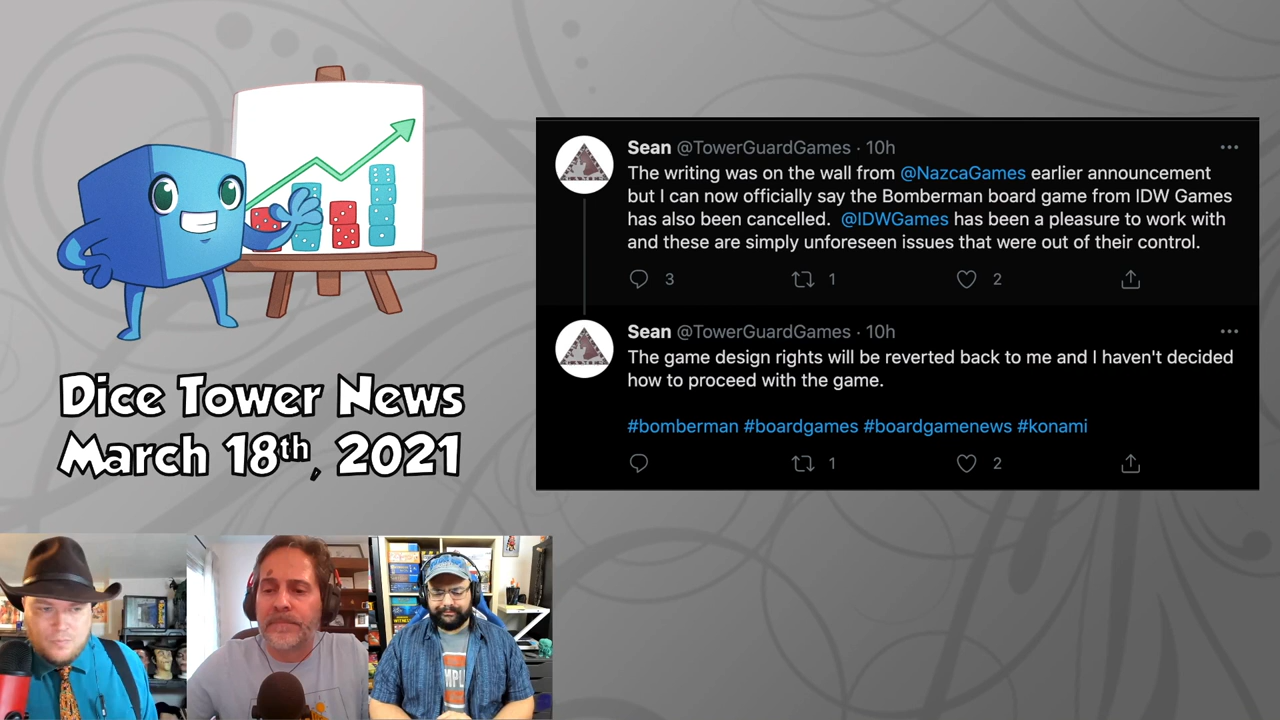 Dice Tower News
March 18th, 2021
Sean @TowerGuardGames · 10h
The writing was on the wall from @NazcaGames earlier announcement
but I can now officially say the Bomberman board game from IDW Games
has also been cancelled. @IDWGames has been a pleasure to work with
and these are simply unforeseen issues that were out of their control.
3 1 2
Sean @TowerGuardGames · 10h
The game design rights will be reverted back to me and I haven't decided
how to proceed with the game.
#bomberman #boardgames #boardgamenews #konami
1 2